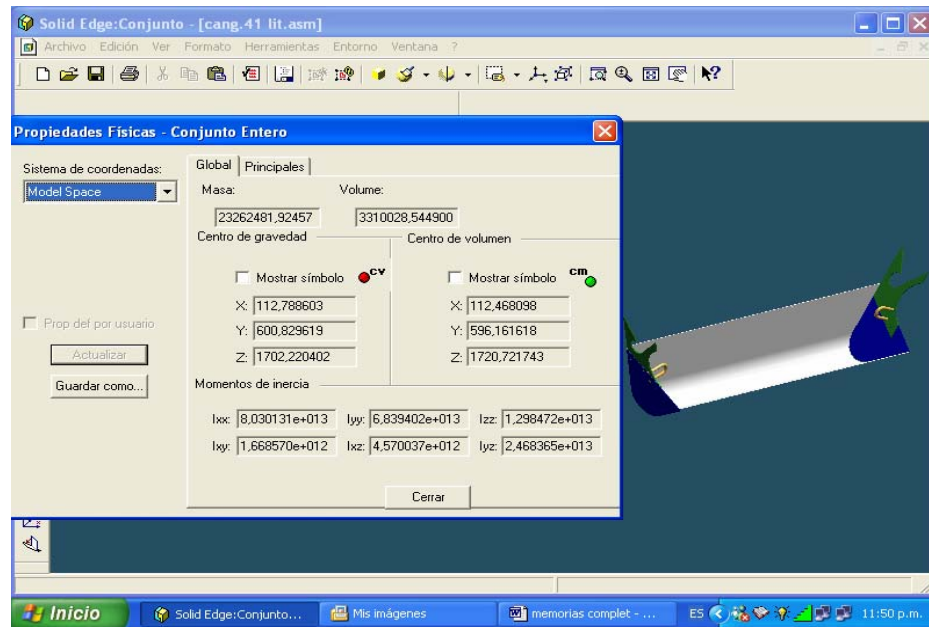 Solid Edge:Conjunto - [cang.41 lit.asm]
Archivo Edición Ver Formato Herramientas Entorno Ventana ?
Propiedades Físicas - Conjunto Entero
Sistema de coordenadas:
Model Space
Prop def por usuario
Actualizar
Guardar como...
Global Principales
Masa: Volume:
23262481,92457 3310028,544900
Centro de gravedad Centro de volumen
Mostrar símbolo cv Mostrar símbolo cm
X: 112,788603 X: 112,468098
Y: 600,829619 Y: 596,161618
Z: 1702,220402 Z: 1720,721743
Momentos de inercia
Ixx: 8,030131e+013 Iyy: 6,839402e+013 Izz: 1,298472e+013
Ixy: 1,668570e+012 Ixz: 4,570037e+012 Iyz: 2,468365e+013
Cerrar
Inicio Solid Edge:Conjunto... Mis imágenes memorias complet - ... ES 11:50 p.m.